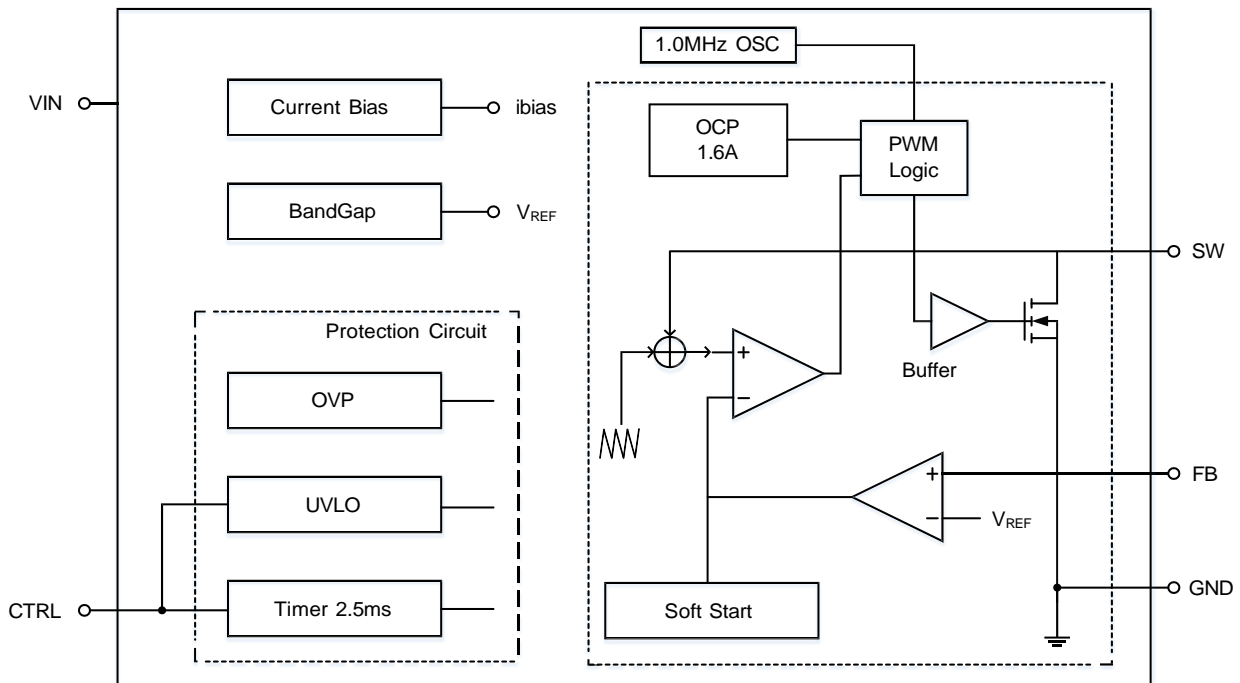 1.0MHz OSC
VIN
Current Bias
ibias
OCP
1.6A
PWM
Logic
BandGap
VREF
SW
Protection Circuit
+
−
Buffer
OVP
+
FB
UVLO
−
VREF
CTRL
Timer 2.5ms
Soft Start
GND